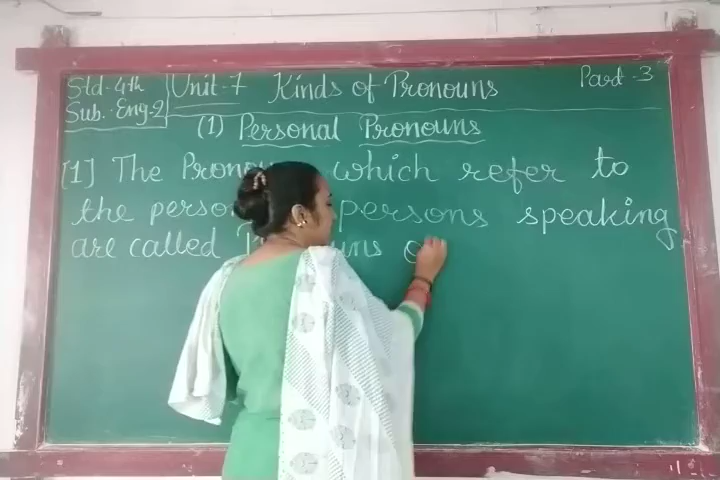 Std-4th Unit-7 Kinds of Pronouns Part-3
Sub. Eng-2
(1) Personal Pronouns
[1] The which refer to
the persons speaking
are called